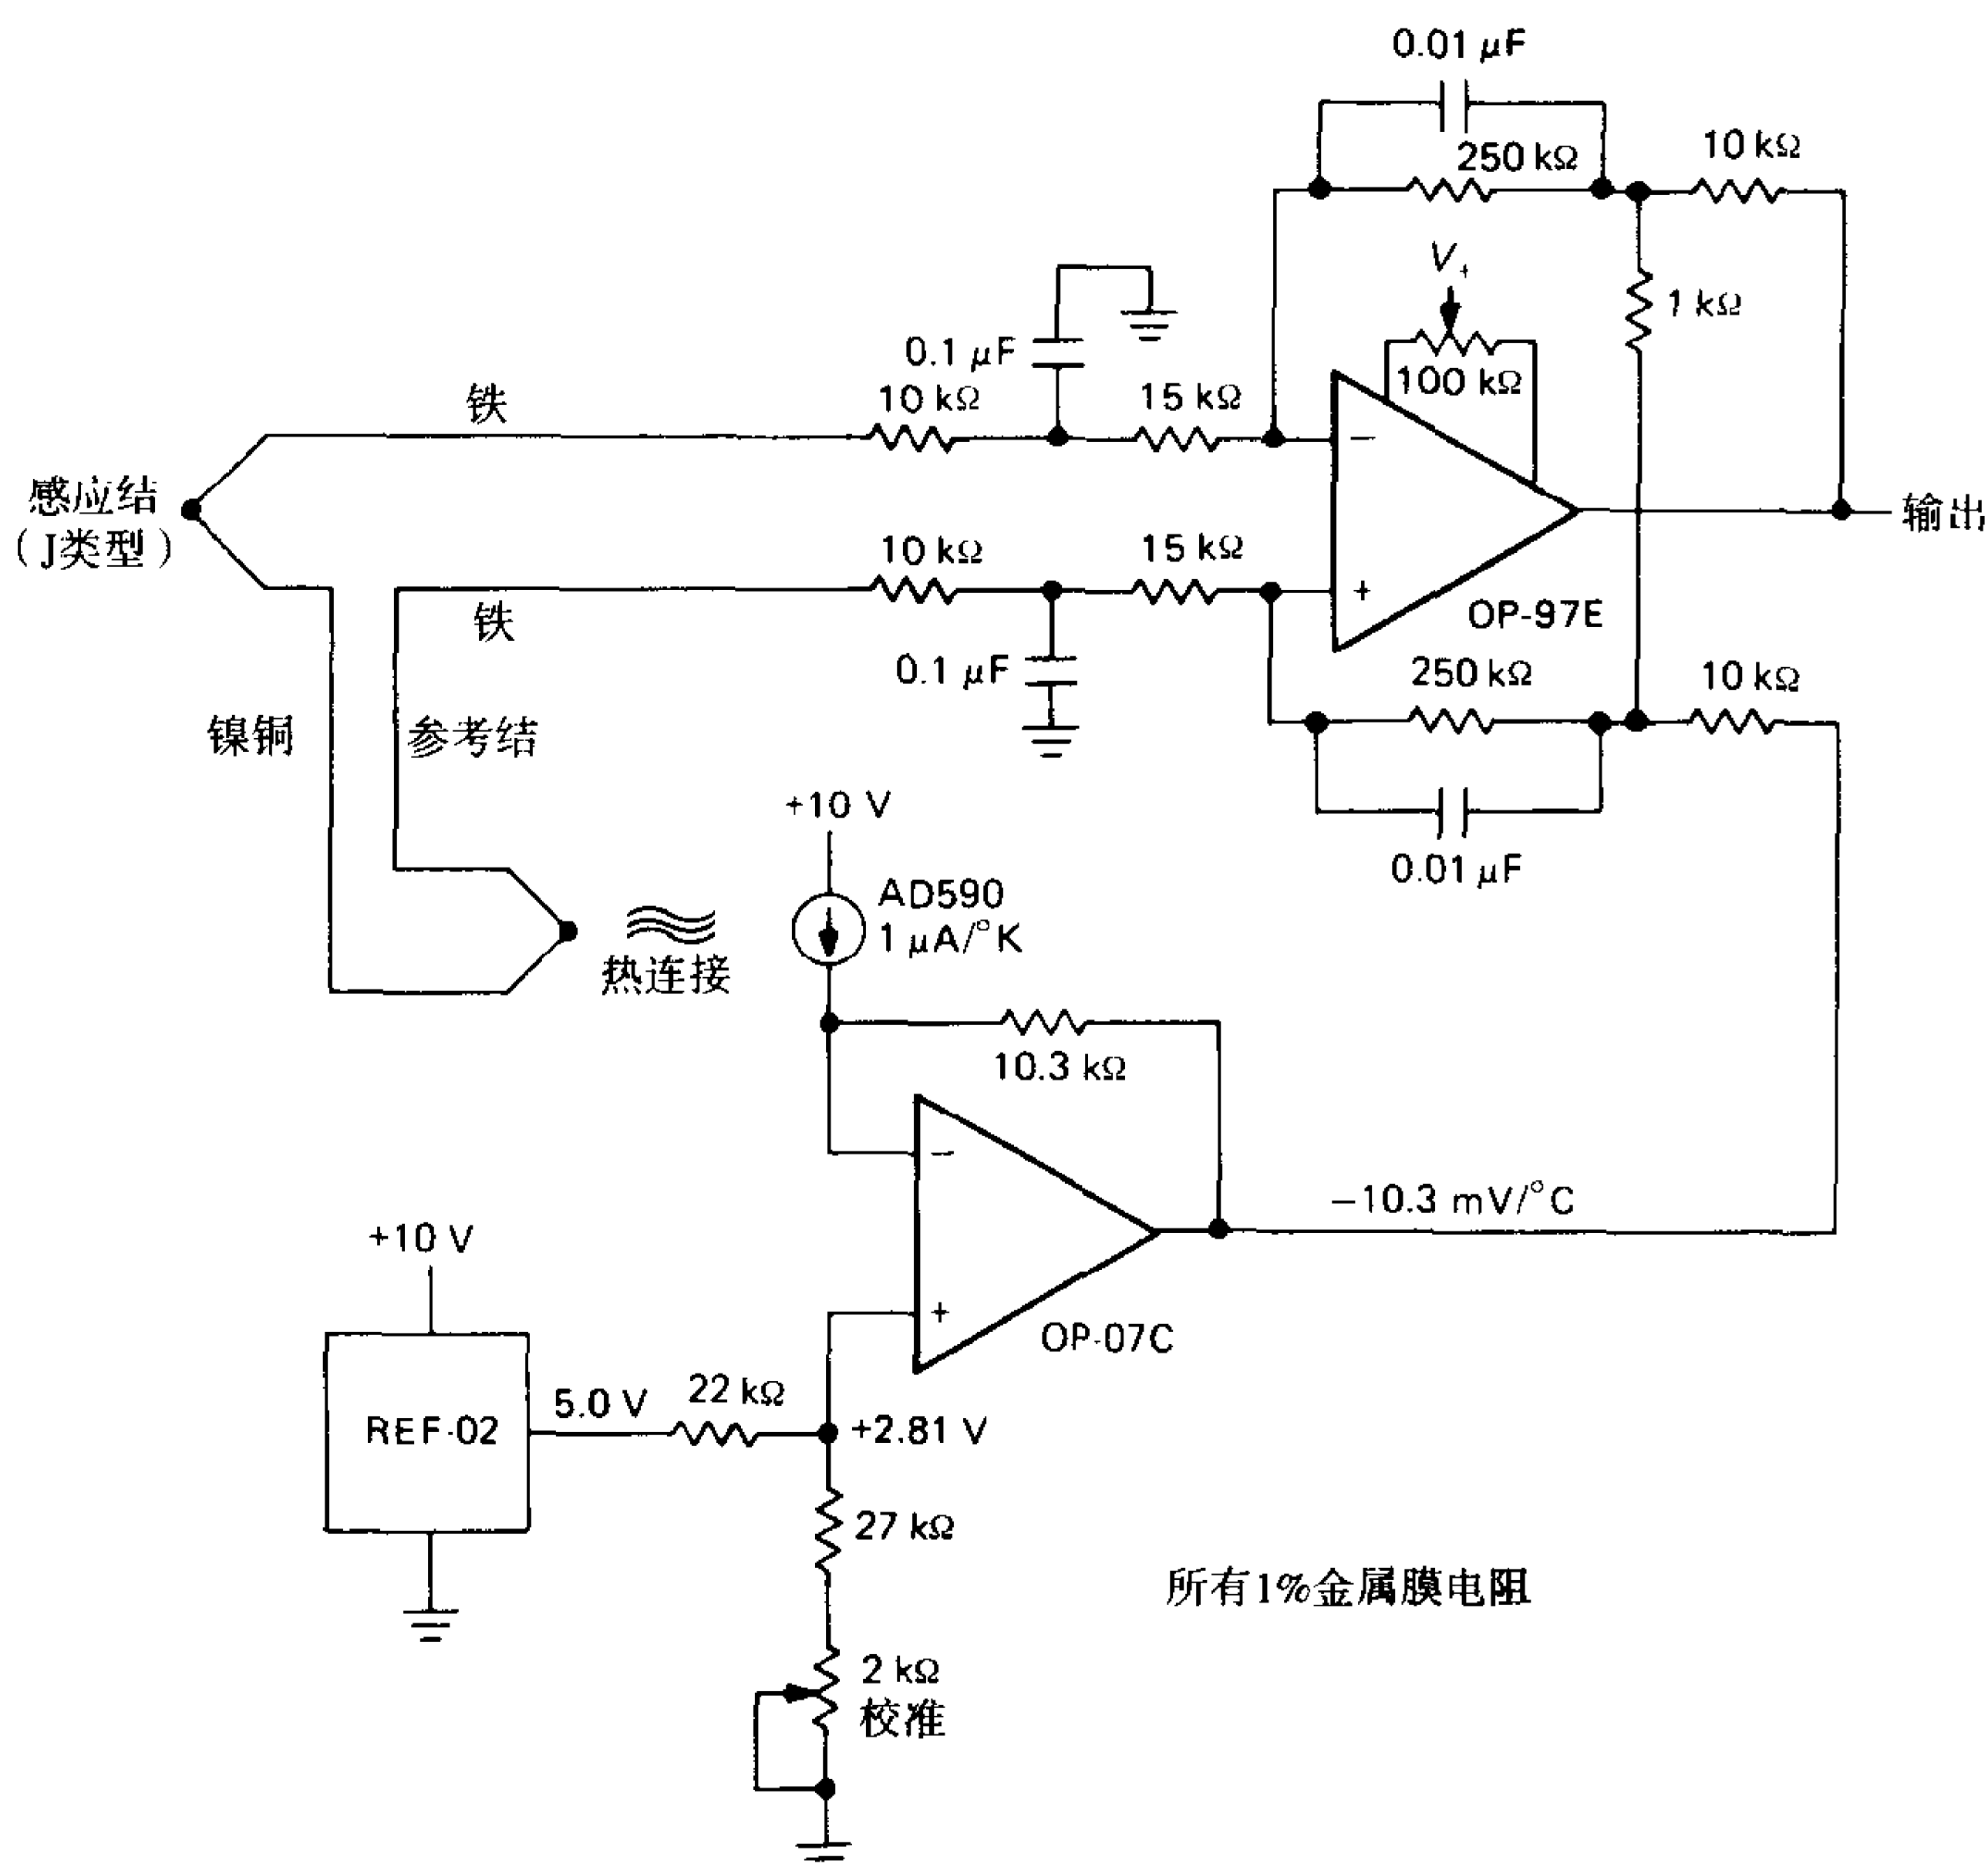 0.01 μF
250 kΩ
10 kΩ
V+
1 kΩ
0.1 μF
100 kΩ
铁
10 kΩ
15 kΩ
−
感应结
(J类型)
输出
10 kΩ
15 kΩ
+
OP-97E
铁
0.1 μF
250 kΩ
10 kΩ
镍铜
参考结
+10 V
0.01 μF
AD590
1 μA/°K
热连接
10.3 kΩ
−
−10.3 mV/°C
+10 V
+
OP-07C
5.0 V
22 kΩ
REF-02
+2.81 V
27 kΩ
所有1%金属膜电阻
2 kΩ
校准